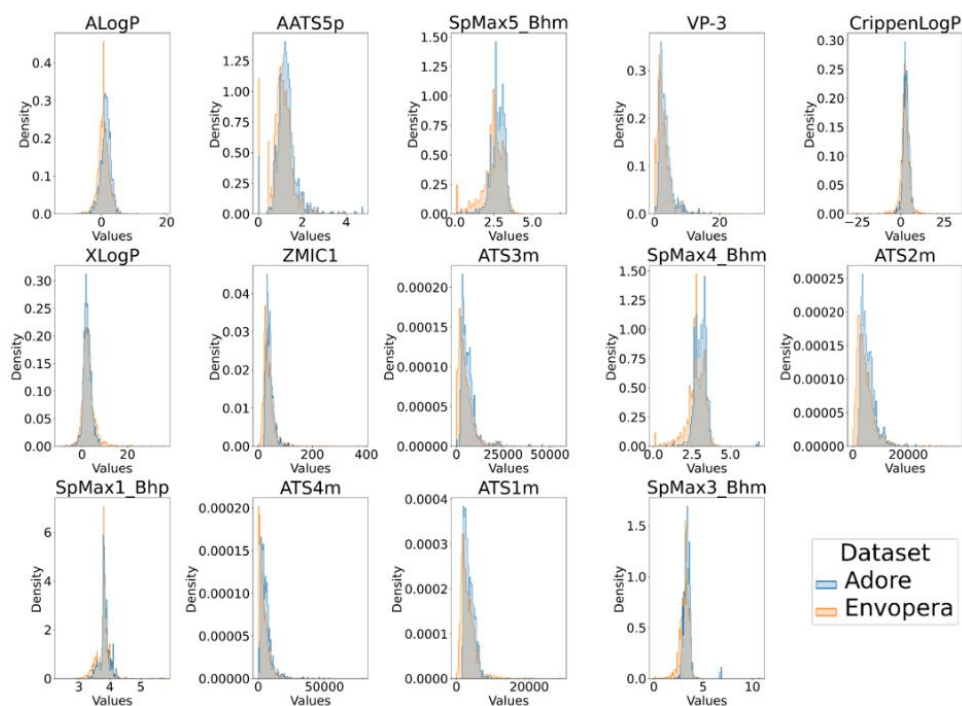 ALogP
Density
0.4
0.3
0.2
0.1
0.0
0
20
Values
AATS5p
Density
1.25
1.00
0.75
0.50
0.25
0.00
0
2
4
Values
SpMax5_Bhm
Density
1.50
1.25
1.00
0.75
0.50
0.25
0.00
0.0
2.5
5.0
Values
VP-3
Density
0.3
0.2
0.1
0.0
0
20
Values
CrippenLogP
Density
0.30
0.25
0.20
0.15
0.10
0.05
0.00
−25
0
25
Values
XLogP
Density
0.30
0.25
0.20
0.15
0.10
0.05
0.00
0
20
Values
ZMIC1
Density
0.04
0.03
0.02
0.01
0.00
0
200
400
Values
ATS3m
Density
0.00020
0.00015
0.00010
0.00005
0.00000
0
25000
50000
Values
SpMax4_Bhm
Density
1.50
1.25
1.00
0.75
0.50
0.25
0.00
0.0
2.5
5.0
Values
ATS2m
Density
0.00025
0.00020
0.00015
0.00010
0.00005
0.00000
0
20000
Values
SpMax1_Bhp
Density
6
4
2
0
3
4
5
Values
ATS4m
Density
0.00020
0.00015
0.00010
0.00005
0.00000
0
50000
Values
ATS1m
Density
0.0004
0.0003
0.0002
0.0001
0.0000
0
20000
Values
SpMax3_Bhm
Density
1.5
1.0
0.5
0.0
0
5
10
Values
Dataset
Adore
Envopera